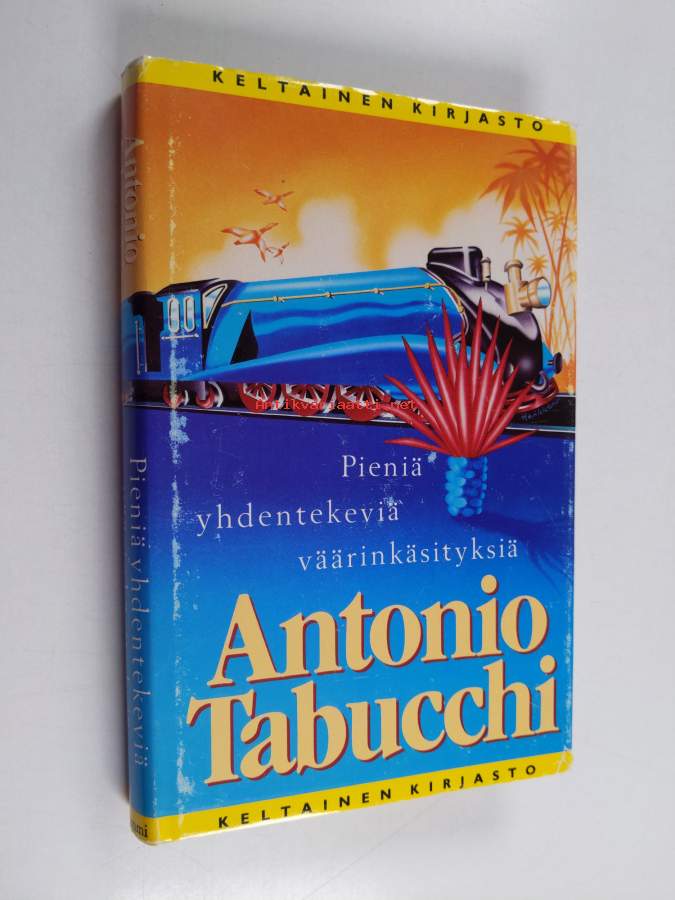 KELTAINEN KIRJASTO
Pieniä
yhdentekeviä
väärinkäsityksiä
Antonio
Tabucchi
KELTAINEN KIRJASTO
Antonio
Pieniä yhdentekeviä